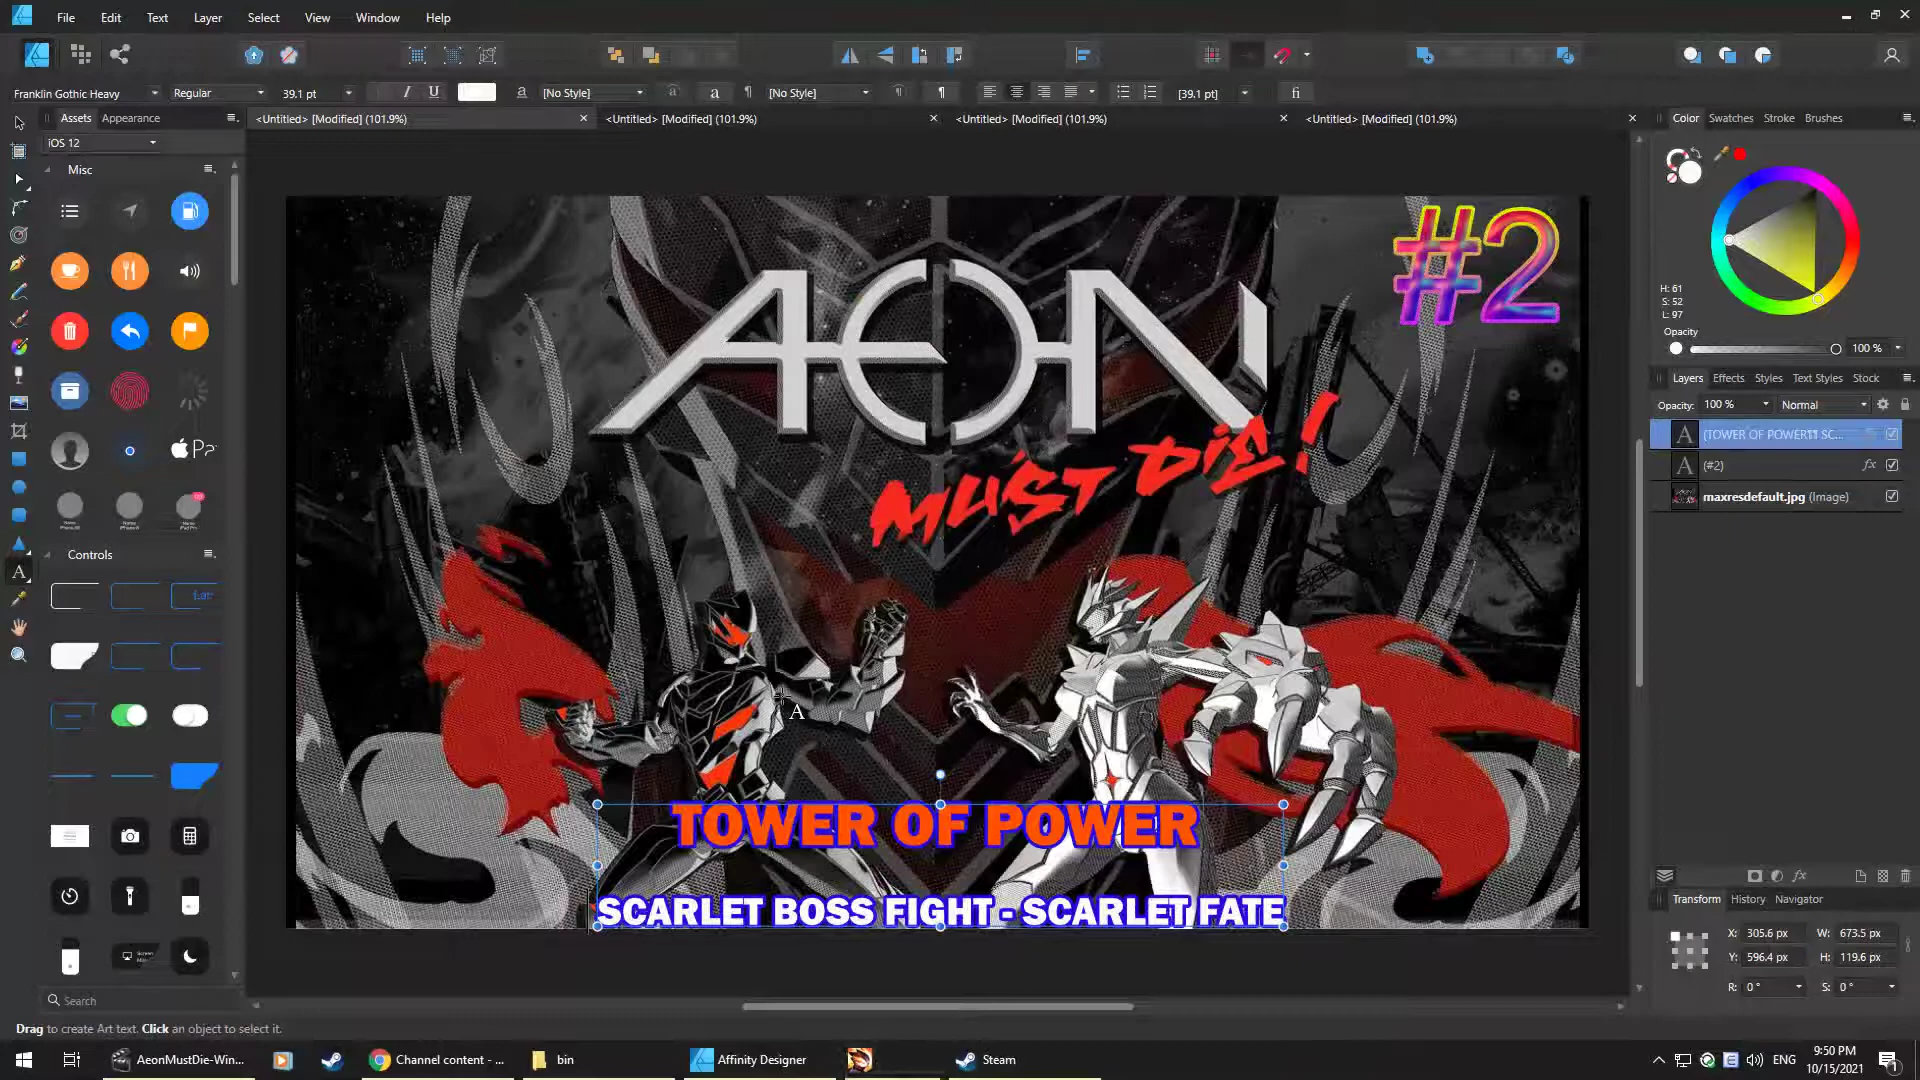 File Edit Text Layer Select View Window Help
Franklin Gothic Heavy Regular 39.1 pt I U a [No Style] a a ¶ [No Style] ¶ ¶ [39.1 pt] fi
Assets Appearance
<Untitled> [Modified] (101.9%) <Untitled> [Modified] (101.9%) <Untitled> [Modified] (101.9%) <Untitled> [Modified] (101.9%)
Color Swatches Stroke Brushes
iOS 12
Misc
#2
AEON
MUST DIE!
H: 61
S: 52
L: 97
Opacity
100 %
Layers Effects Styles Text Styles Stock
Opacity: 100 % Normal
(TOWER OF POWER11 SC...
(#2)
maxresdefault.jpg (Image)
Controls
TOWER OF POWER
SCARLET BOSS FIGHT - SCARLET FATE
Transform History Navigator
X: 305.6 px W: 673.5 px
Y: 596.4 px H: 119.6 px
R: 0 ° S: 0 °
Search
Drag to create Art text. Click an object to select it.
AeonMustDie-Win... Channel content - ... bin Affinity Designer Steam
ENG
9:50 PM
10/15/2021